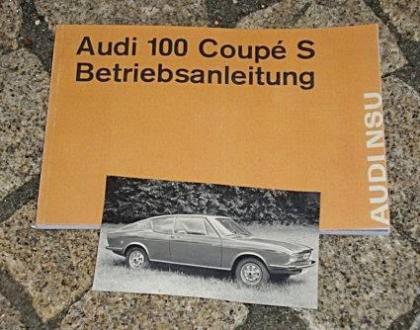 Audi 100 Coupé S
Betriebsanleitung
AUDI NSU